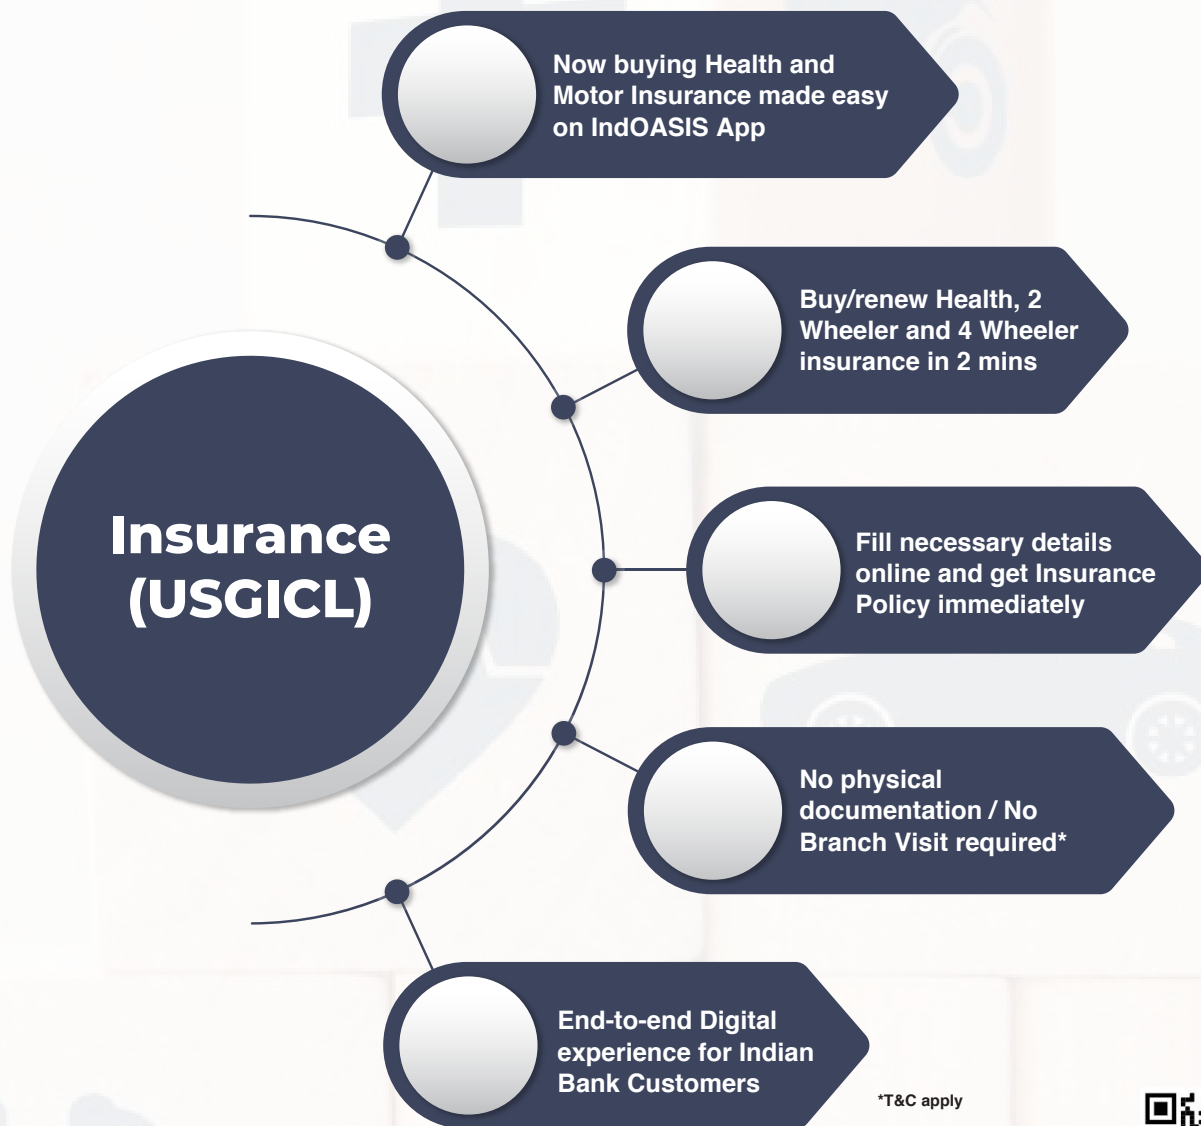 Now buying Health and
Motor Insurance made easy
on IndOASIS App
Buy/renew Health, 2
Wheeler and 4 Wheeler
insurance in 2 mins
Insurance
(USGICL)
Fill necessary details
online and get Insurance
Policy immediately
No physical
documentation / No
Branch Visit required*
End-to-end Digital
experience for Indian
Bank Customers
*T&C apply